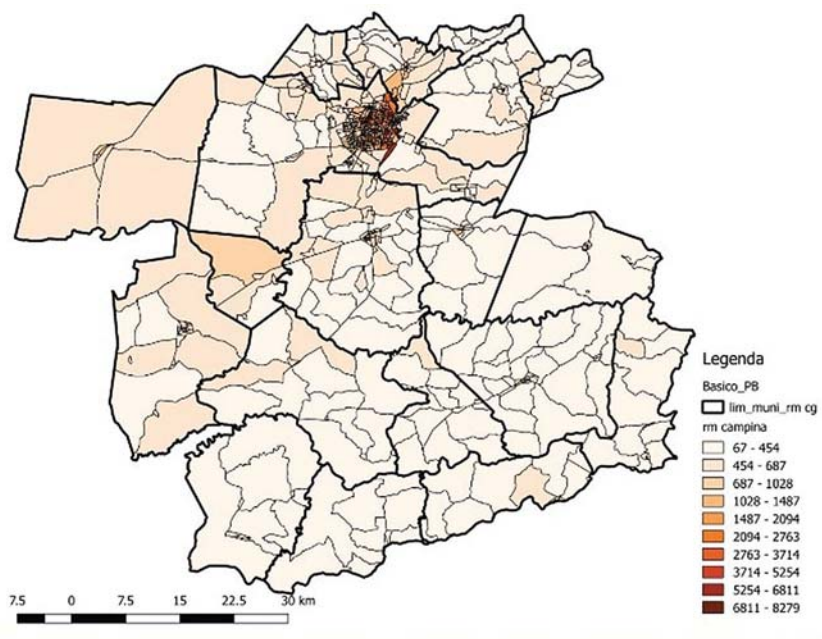 Legenda
Basico_PB
lim_muni_rm cg
rm campina
67 - 454
454 - 687
687 - 1028
1028 - 1487
1487 - 2094
2094 - 2763
2763 - 3714
3714 - 5254
5254 - 6811
6811 - 8279
7.5 0 7.5 15 22.5 30 km